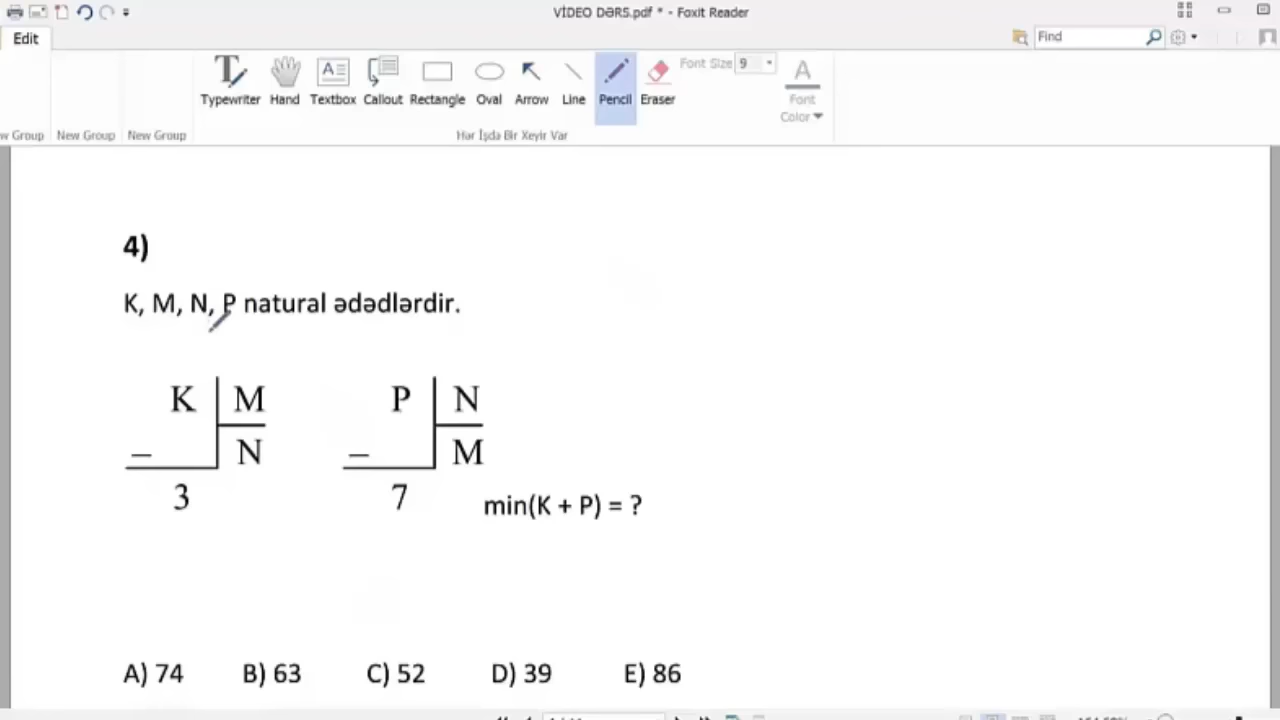 VİDEO DƏRS.pdf * - Foxit Reader
Edit
Find
Typewriter Hand Textbox Callout Rectangle Oval Arrow Line Pencil Eraser Font Size 9
Font Color
w Group New Group New Group Hər İşdə Bir Xeyir Var
4)
K, M, N, P natural ədədlərdir.
K M P N
– N – M
3 7 min(K + P) = ?
A) 74 B) 63 C) 52 D) 39 E) 86